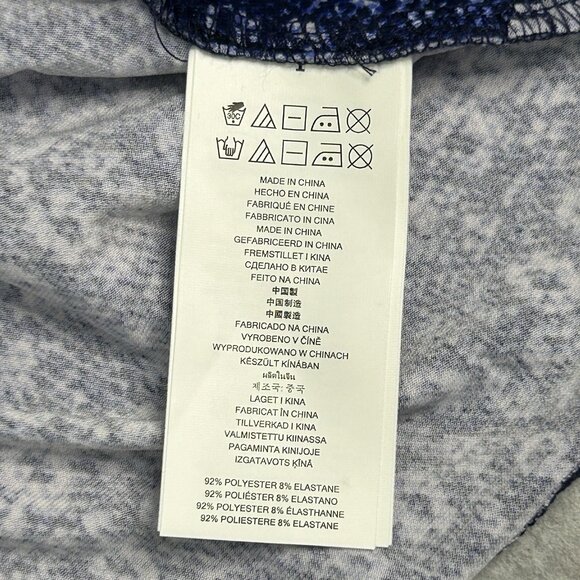 30C
MADE IN CHINA
HECHO EN CHINA
FABRIQUÉ EN CHINE
FABBRICATO IN CINA
MADE IN CHINA
GEFABRICEERD IN CHINA
FREMSTILLET I KINA
СДЕЛАНО В КИТАЕ
FEITO NA CHINA
中国製
中国制造
中國製造
FABRICADO NA CHINA
VYROBENO V ČÍNĚ
WYPRODUKOWANO W CHINACH
KÉSZÜLT KÍNÁBAN
ผลิตในจีน
제조국: 중국
LAGET I KINA
FABRICAT ÎN CHINA
TILLVERKAD I KINA
VALMISTETTU KIINASSA
PAGAMINTA KINIJOJE
IZGATAVOTS ĶĪNĀ
92% POLYESTER 8% ELASTANE
92% POLIÉSTER 8% ELASTANO
92% POLYESTER 8% ÉLASTHANNE
92% POLIESTERE 8% ELASTANE